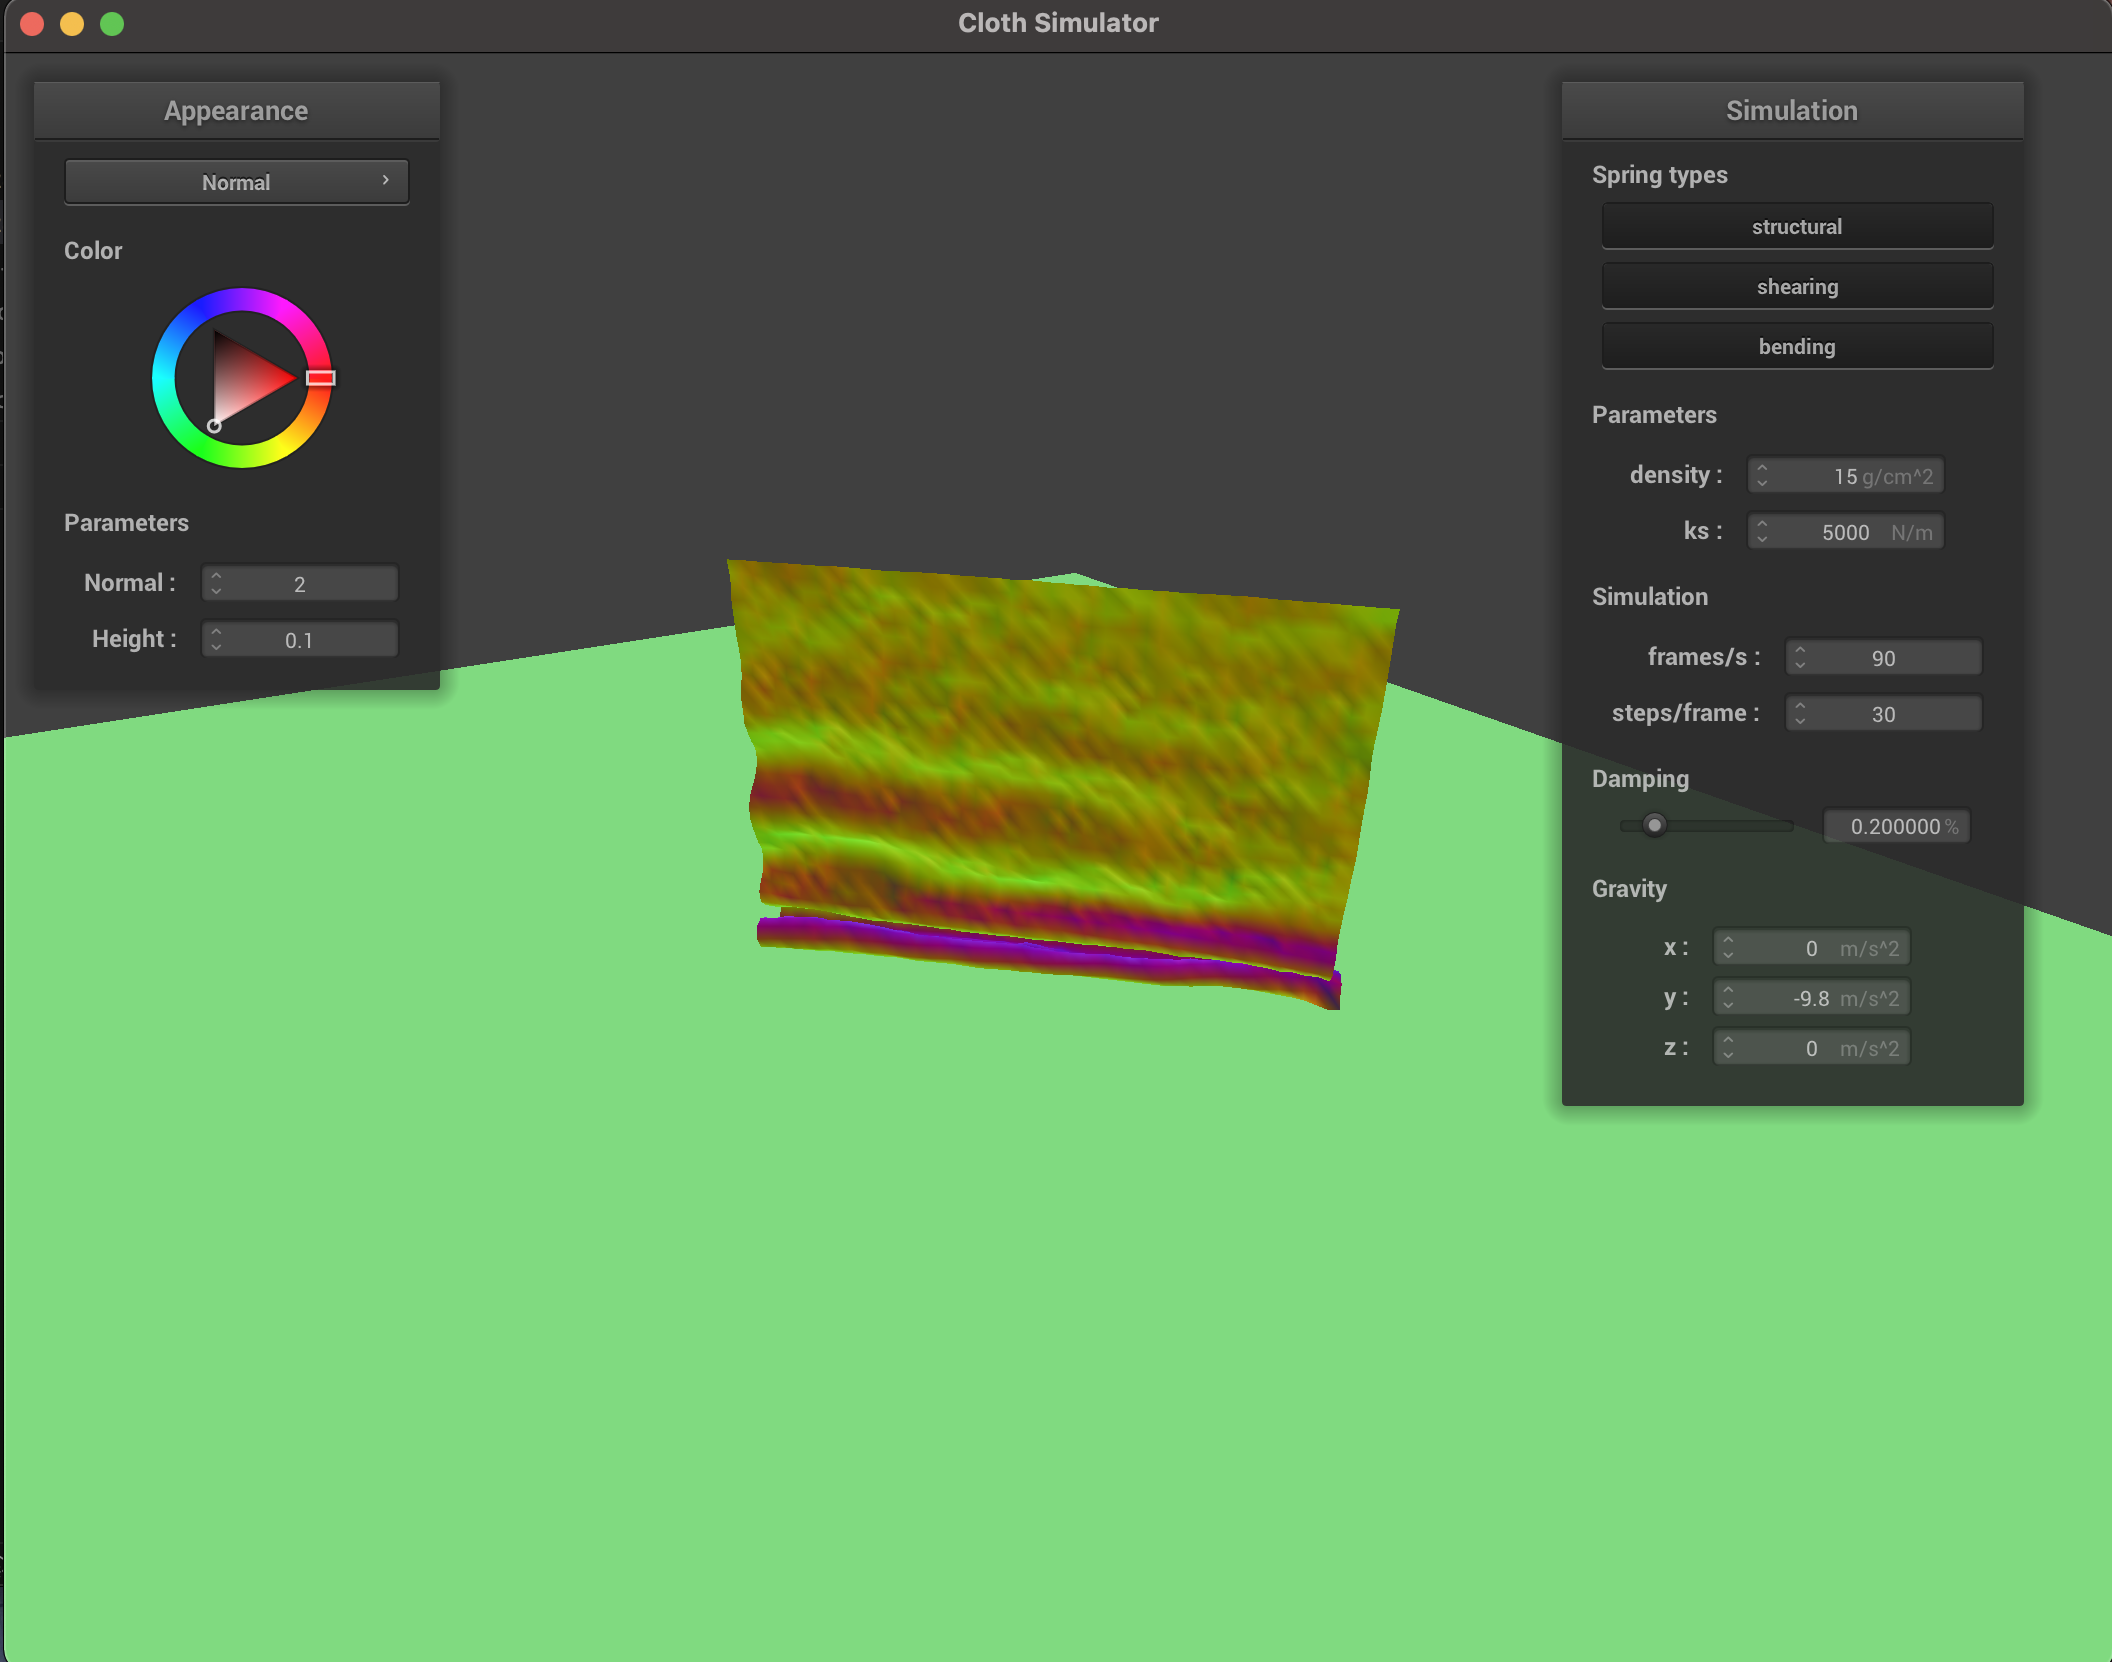 Cloth Simulator
Appearance
Normal
Color
Parameters
Normal : 2
Height : 0.1
Simulation
Spring types
structural
shearing
bending
Parameters
density : 15 g/cm^2
ks : 5000 N/m
Simulation
frames/s : 90
steps/frame : 30
Damping
0.200000 %
Gravity
x : 0 m/s^2
y : -9.8 m/s^2
z : 0 m/s^2